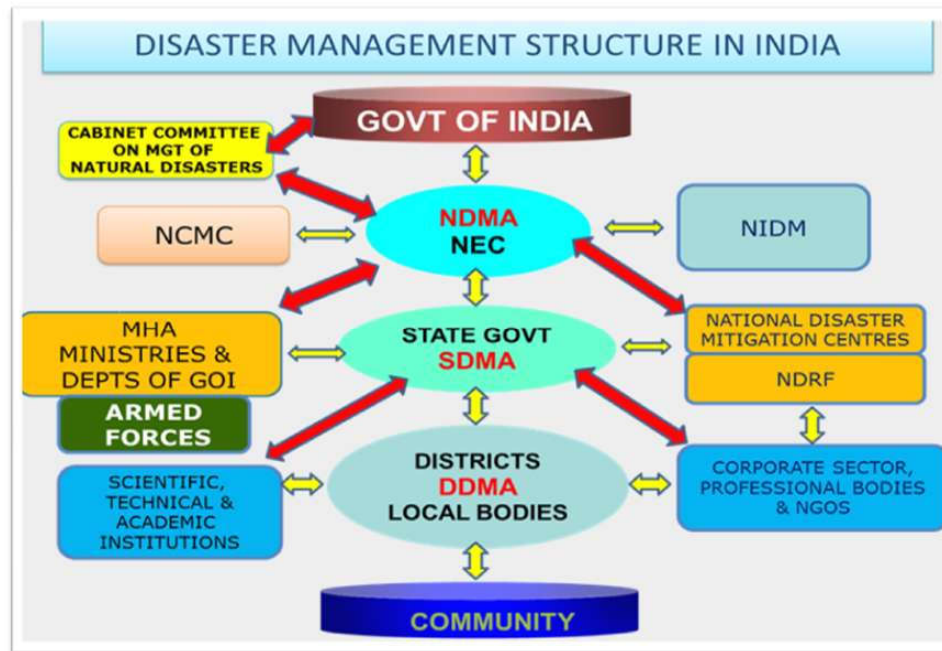 DISASTER MANAGEMENT STRUCTURE IN INDIA
GOVT OF INDIA
CABINET COMMITTEE
ON MGT OF
NATURAL DISASTERS
NDMA
NEC
NCMC
NIDM
MHA
MINISTRIES &
DEPTS OF GOI
STATE GOVT
SDMA
NATIONAL DISASTER
MITIGATION CENTRES
NDRF
ARMED
FORCES
SCIENTIFIC,
TECHNICAL &
ACADEMIC
INSTITUTIONS
DISTRICTS
DDMA
LOCAL BODIES
CORPORATE SECTOR,
PROFESSIONAL BODIES
& NGOS
COMMUNITY